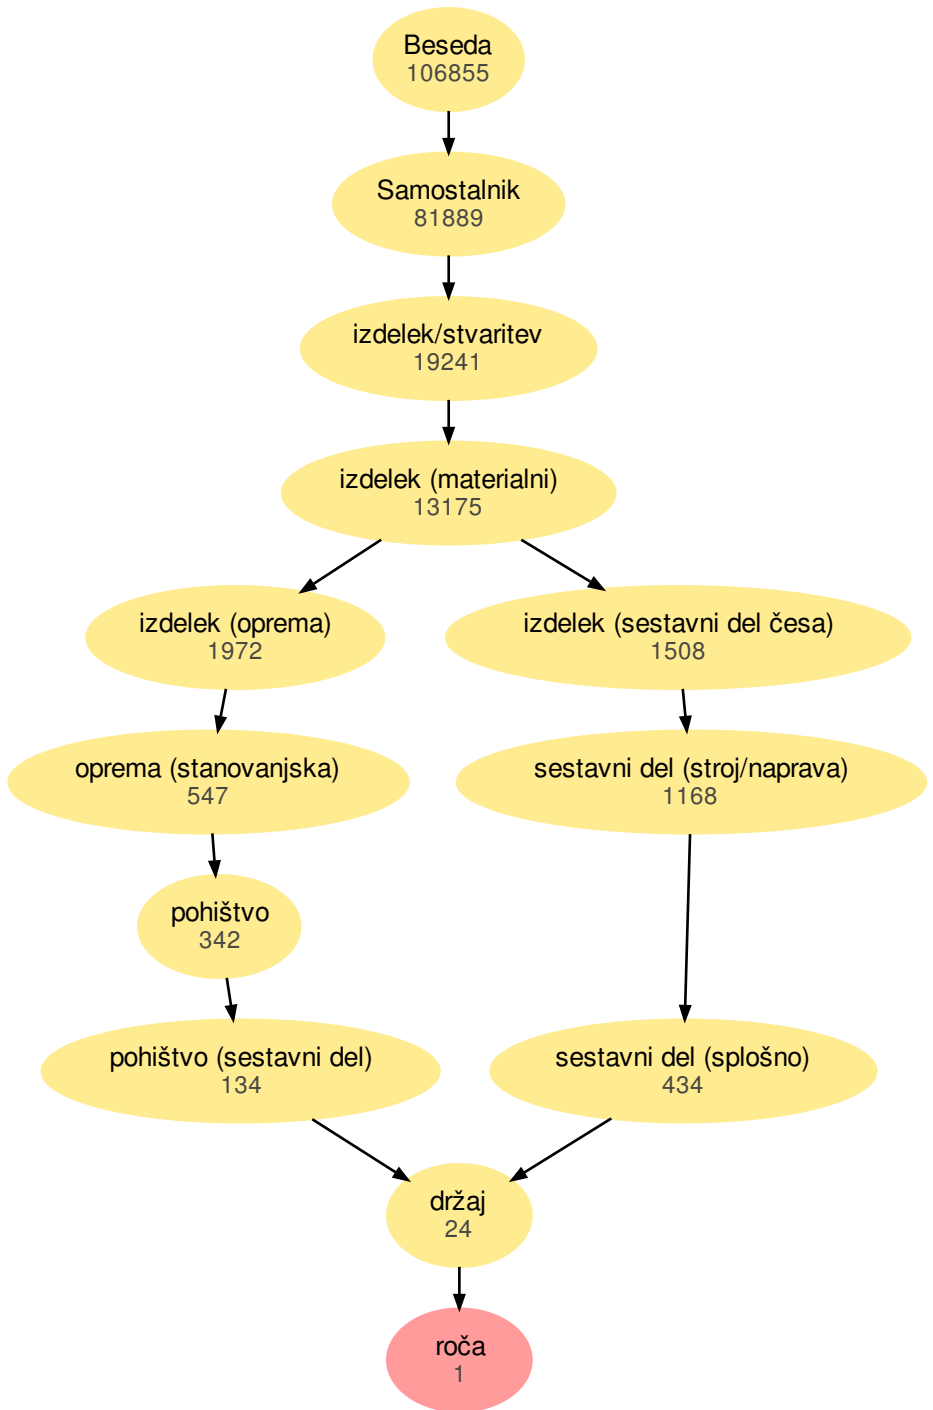 Beseda
106855
Samostalnik
81889
izdelek/stvaritev
19241
izdelek (materialni)
13175
izdelek (oprema)
1972
izdelek (sestavni del česa)
1508
oprema (stanovanjska)
547
sestavni del (stroj/naprava)
1168
pohištvo
342
pohištvo (sestavni del)
134
sestavni del (splošno)
434
držaj
24
roča
1